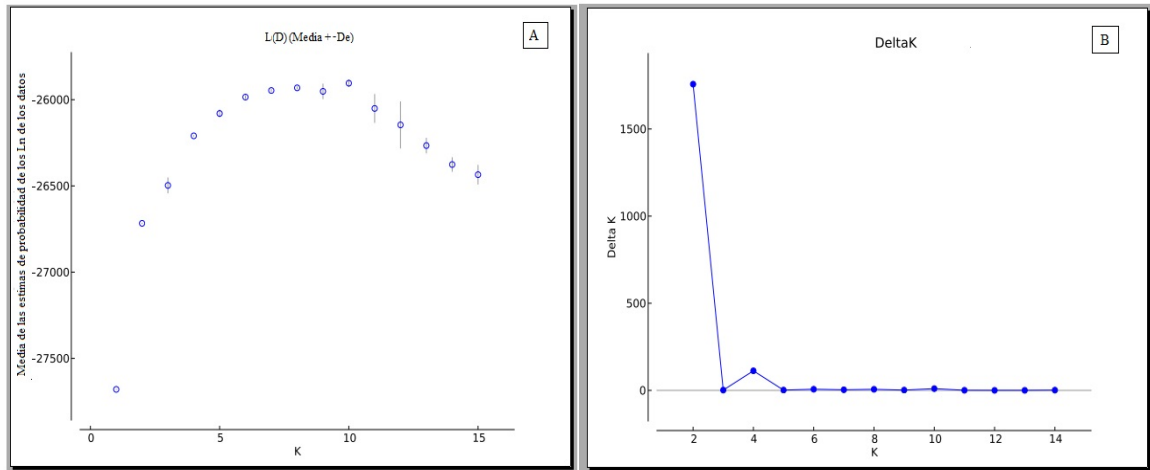 L(D) (Media +-De)
A
Media de las estimas de probabilidad de los Ln de los datos
-26000
-26500
-27000
-27500
0
5
10
15
K
DeltaK
B
Delta K
1500
1000
500
0
2
4
6
8
10
12
14
K